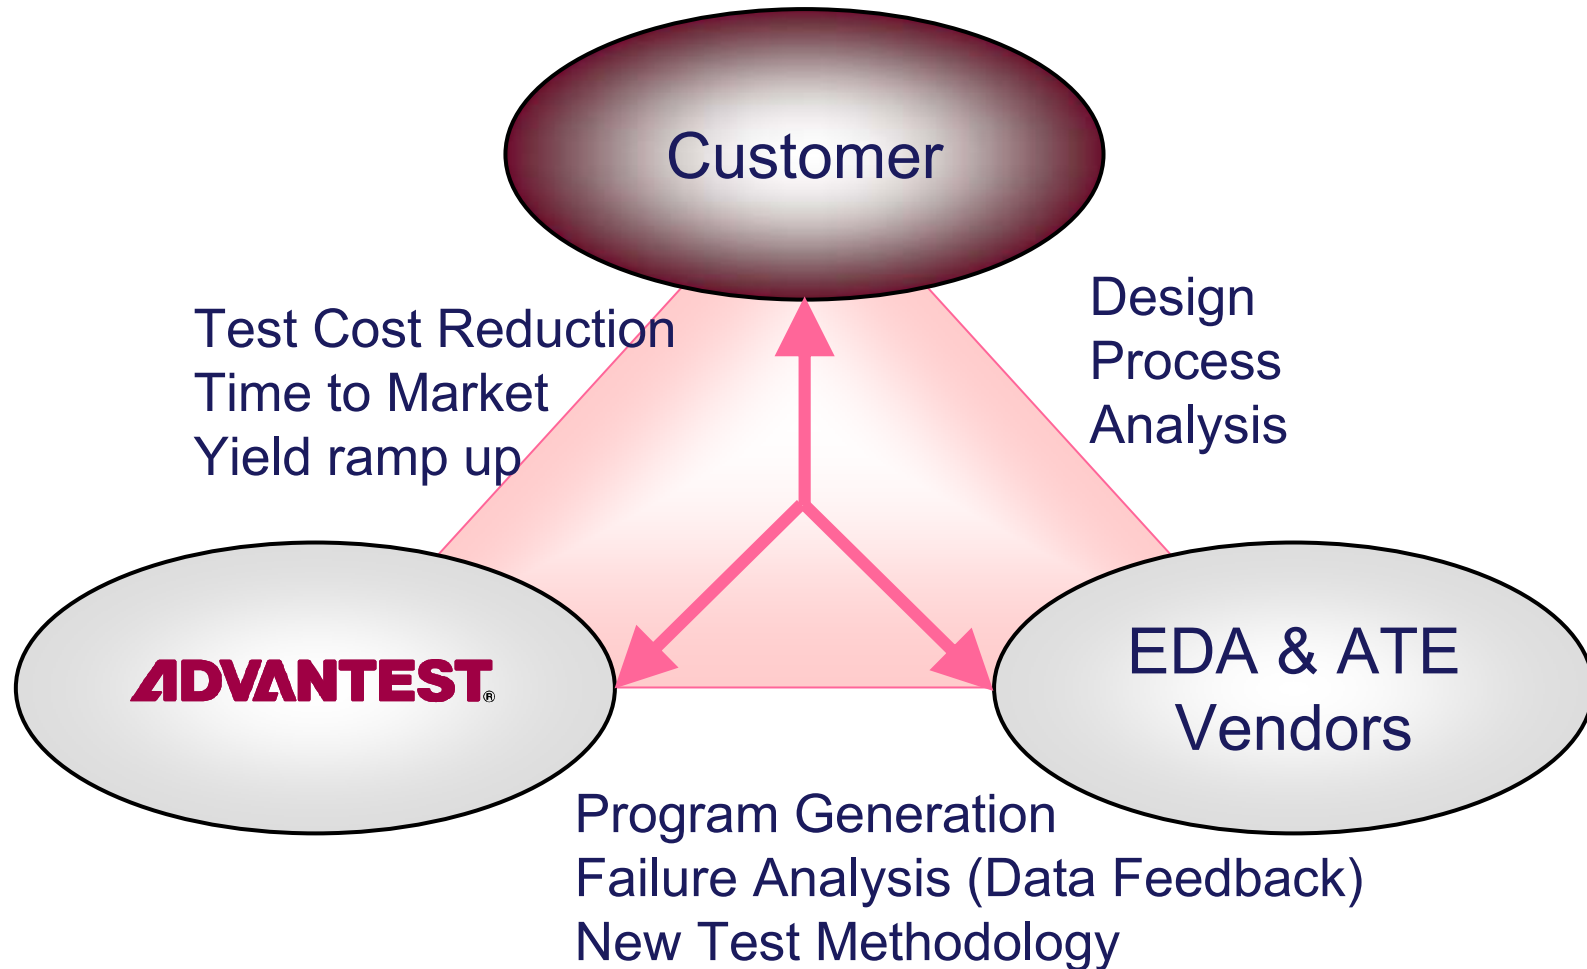 Customer
Test Cost Reduction
Time to Market
Yield ramp up
Design
Process
Analysis
ADVANTEST®
EDA & ATE
Vendors
Program Generation
Failure Analysis (Data Feedback)
New Test Methodology